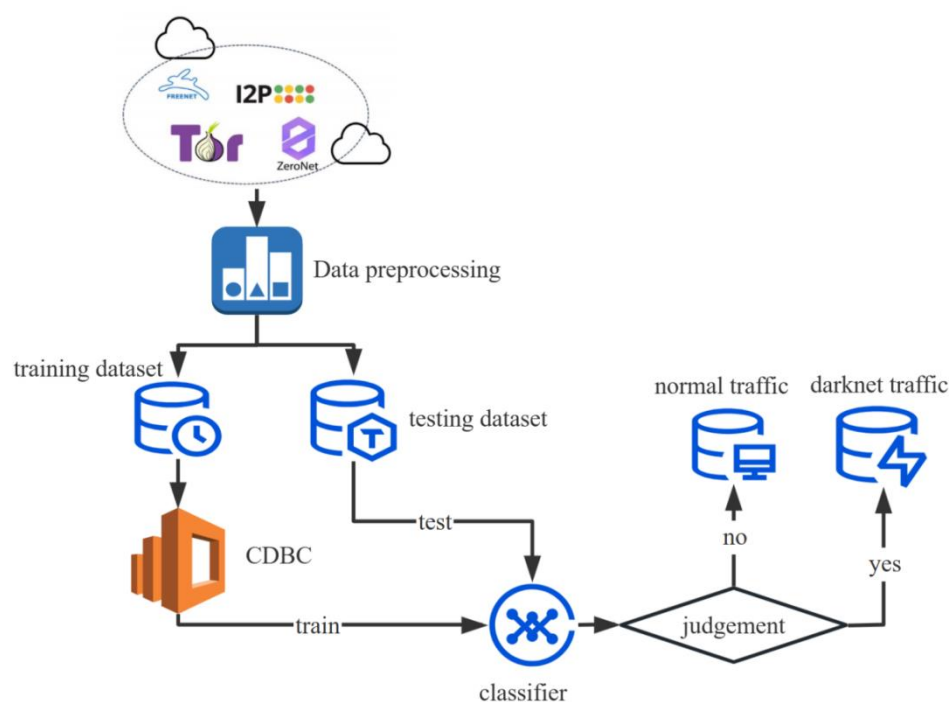 FREENET
I2P
Tor
ZeroNet
Data preprocessing
training dataset
testing dataset
normal traffic
darknet traffic
T
test
no
yes
CDBC
train
judgement
classifier